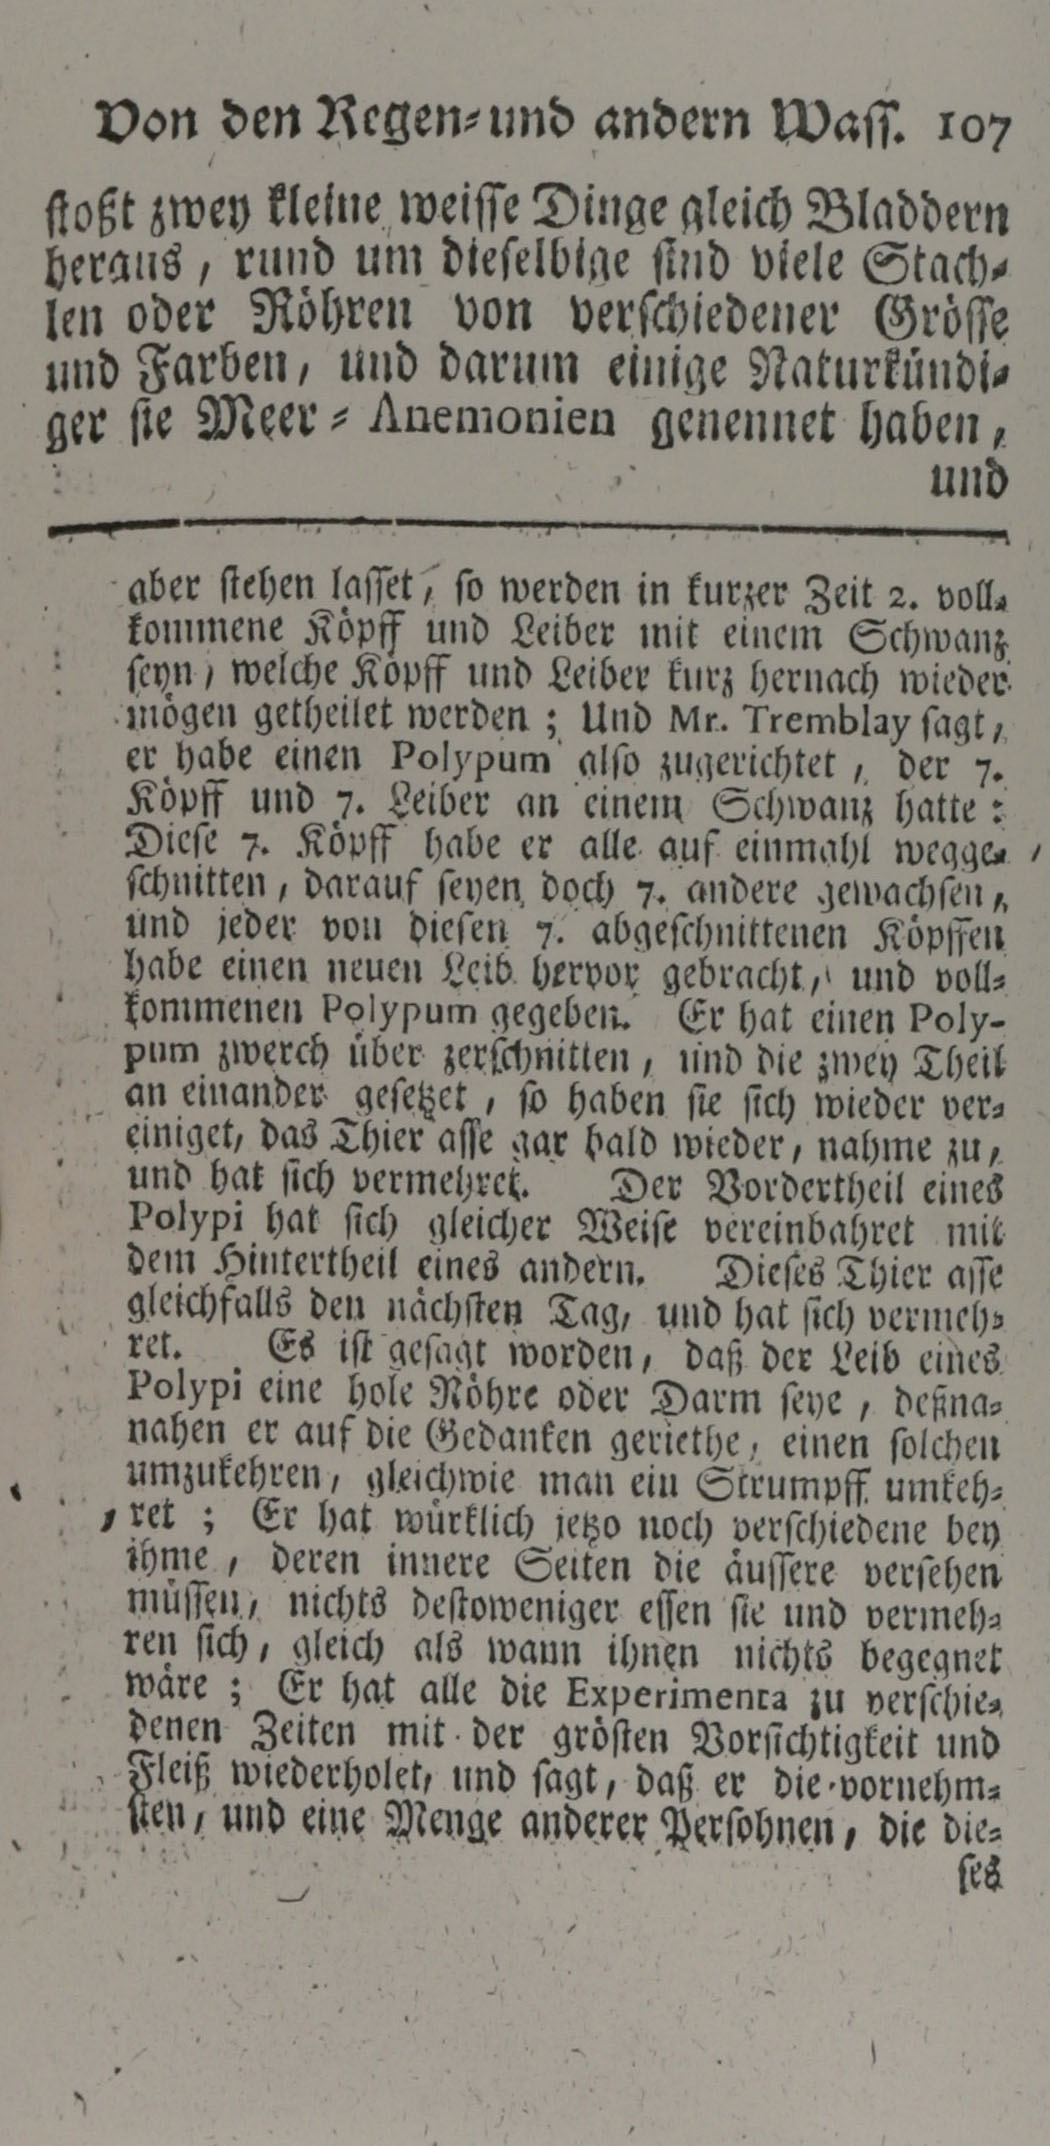 Von den Regen-und andern Wass. 107
stoßt zwey kleine weisse Dinge gleich Bladdern
heraus, rund um dieselbige sind viele Stach-
len oder Röhren von verschiedener Grösse
und Farben, und darum einige Naturkündi-
ger sie Meer-Anemonien genennet haben,
und
aber stehen lasset, so werden in kurzer Zeit 2. voll-
kommene Köpff und Leiber mit einem Schwanz
seyn, welche Köpff und Leiber kurz hernach wieder
mögen getheilet werden; Und Mr. Tremblay sagt,
er habe einen Polypum also zugerichtet, der 7.
Köpff und 7. Leiber an einem Schwanz hatte:
Diese 7. Köpff habe er alle auf einmahl wegge-
schnitten, darauf seyen doch 7. andere gewachsen,
und jeder von diesen 7. abgeschnittenen Köpffen
habe einen neuen Leib hervor gebracht, und voll-
kommenen Polypum gegeben. Er hat einen Poly-
pum zwerch über zerschnitten, und die zwey Theil
an einander gesetzet, so haben sie sich wieder ver-
einiget, das Thier asse gar bald wieder, nahme zu,
und hat sich vermehret. Der Vordertheil eines
Polypi hat sich gleicher Weise vereinbahret mit
dem Hintertheil eines andern. Dieses Thier asse
gleichfalls den nächsten Tag, und hat sich vermeh-
ret. Es ist gesagt worden, daß der Leib eines
Polypi eine hole Röhre oder Darm seye, deßna-
nahen er auf die Gedanken geriethe, einen solchen
umzukehren, gleichwie man ein Strumpff umkeh-
ret; Er hat würklich jetzo noch verschiedene bey
ihme, deren innere Seiten die äussere versehen
müssen, nichts destoweniger essen sie und vermeh-
ren sich, gleich als wann ihnen nichts begegnet
wäre; Er hat alle die Experimenta zu verschie-
denen Zeiten mit der grösten Vorsichtigkeit und
Fleiß wiederholet, und sagt, daß er die vornehm-
sten, und eine Menge anderer Persohnen, die die-
ses